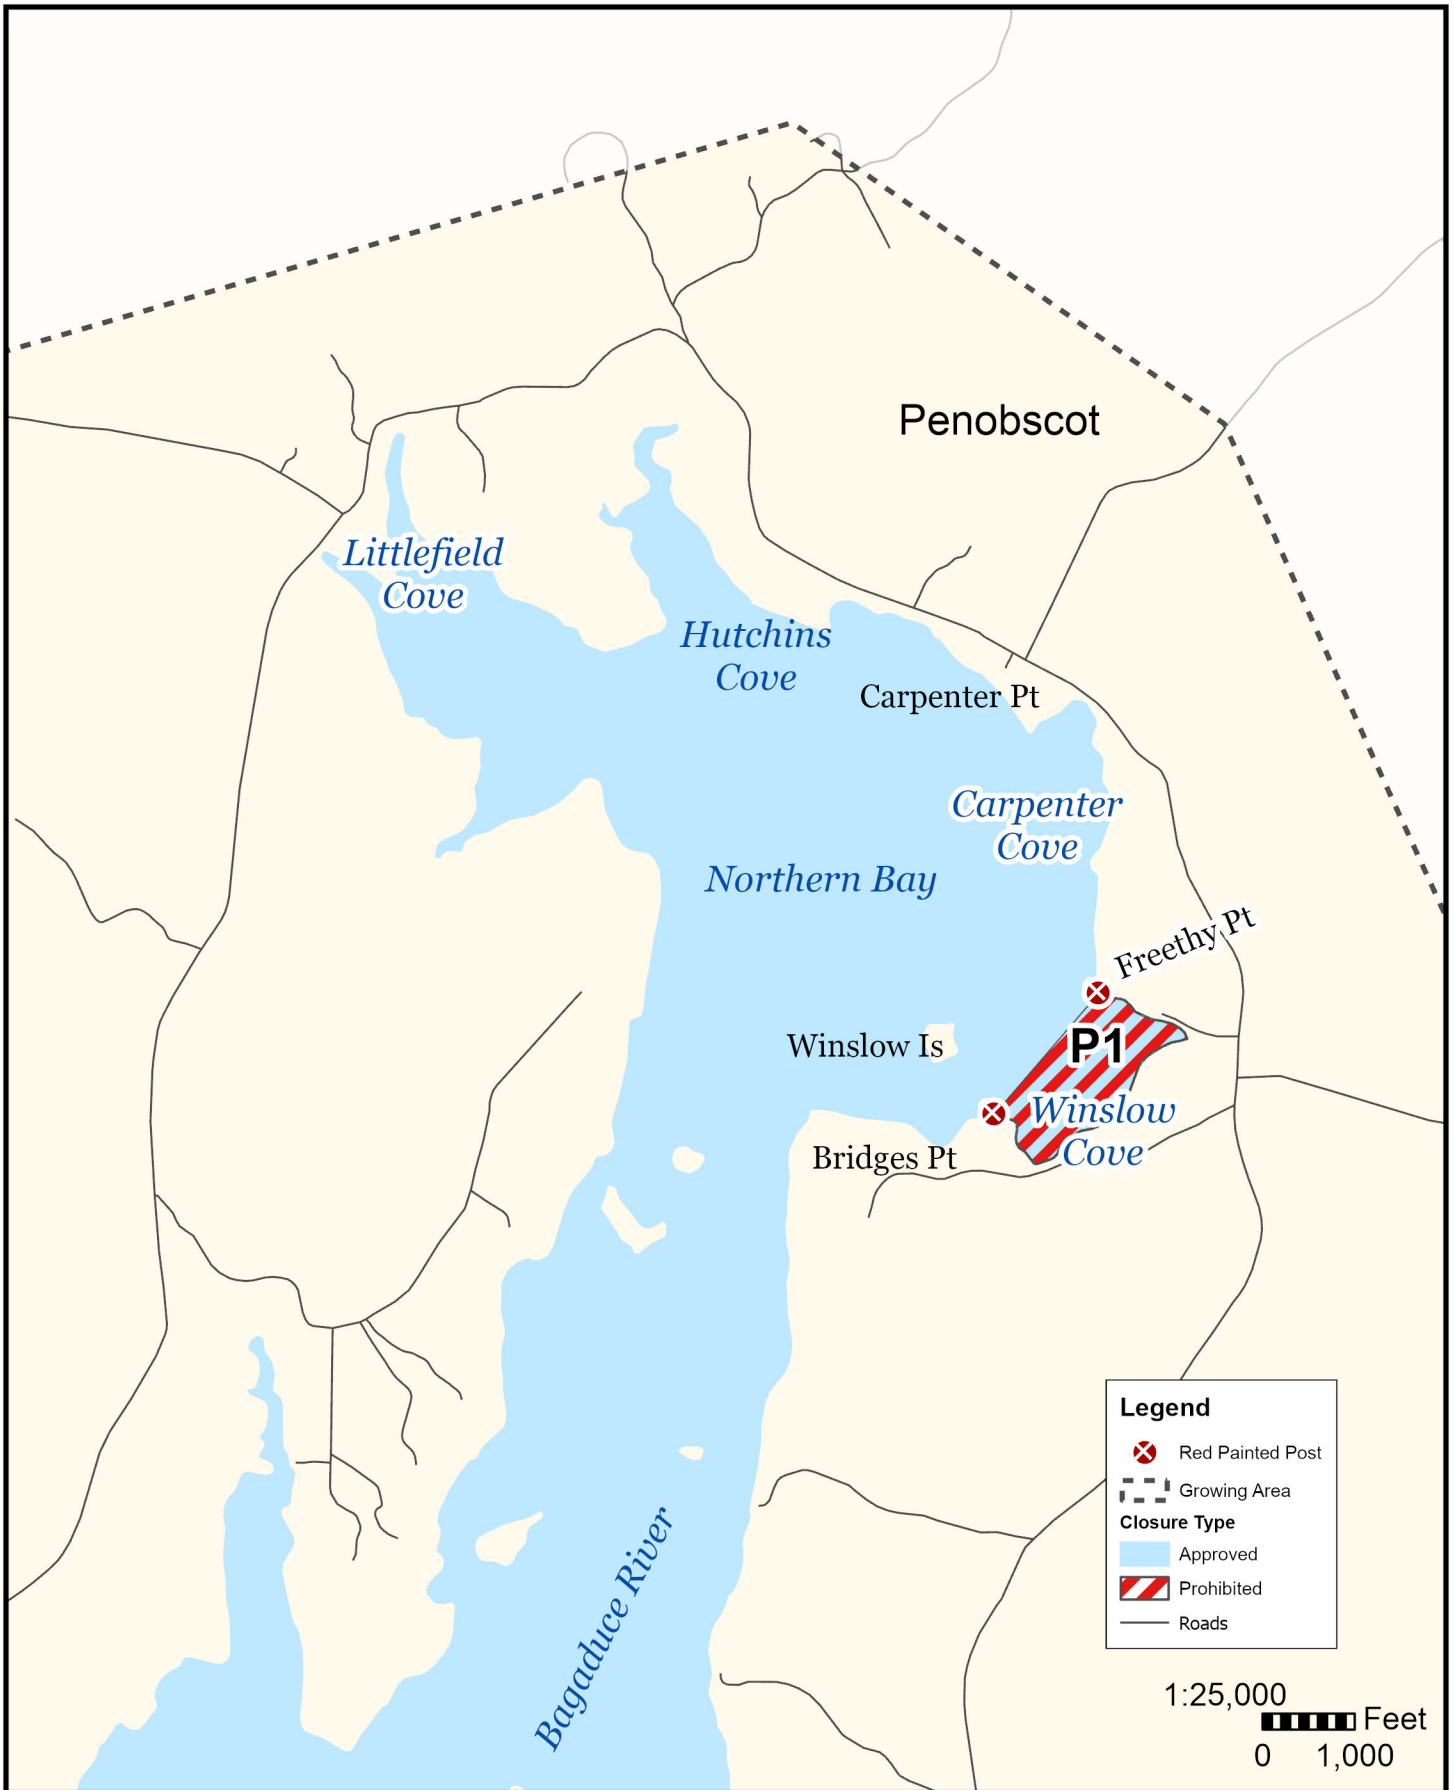 Penobscot
Littlefield
Cove
Hutchins
Cove
Carpenter Pt
Carpenter
Cove
Northern Bay
Freethy Pt
Winslow Is
P1
Winslow
Cove
Bridges Pt
Bagaduce River
Legend
Red Painted Post
Growing Area
Closure Type
Approved
Prohibited
Roads
1:25,000
Feet
0 1,000